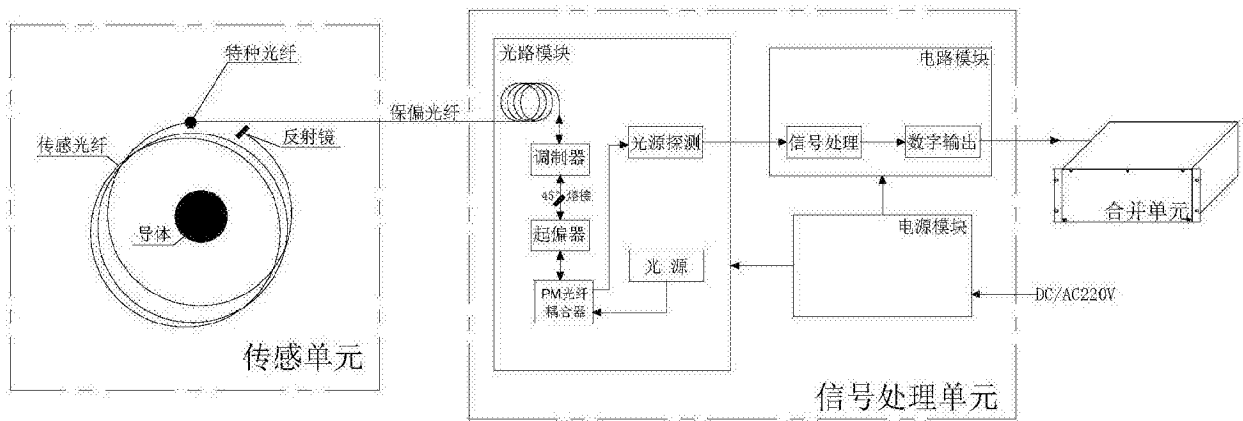 特种光纤
反射镜
传感光纤
导体
传感单元
保偏光纤
光路模块
调制器
45°熔接
起偏器
PM光纤
耦合器
光源探测
光 源
电路模块
信号处理
数字输出
电源模块
DC/AC220V
信号处理单元
合并单元